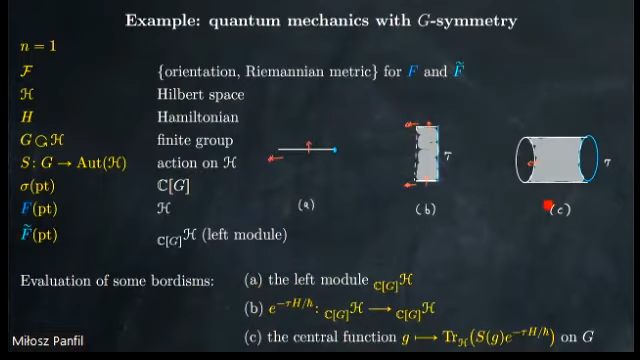 Example: quantum mechanics with G-symmetry
n = 1
ℱ {orientation, Riemannian metric} for F and F̃
ℋ Hilbert space
H Hamiltonian
G ↻ ℋ finite group
S: G → Aut(ℋ) action on ℋ
σ(pt) ℂ[G]
F(pt) ℋ
F̃(pt) ℂ[G]ℋ (left module)
τ
τ
(a) (b) (c)
Evaluation of some bordisms: (a) the left module ℂ[G]ℋ
(b) e^{−τH/ℏ}: ℂ[G]ℋ ⟶ ℂ[G]ℋ
(c) the central function g ⟼ Tr_ℋ(S(g)e^{−τH/ℏ}) on G
Miłosz Panfil